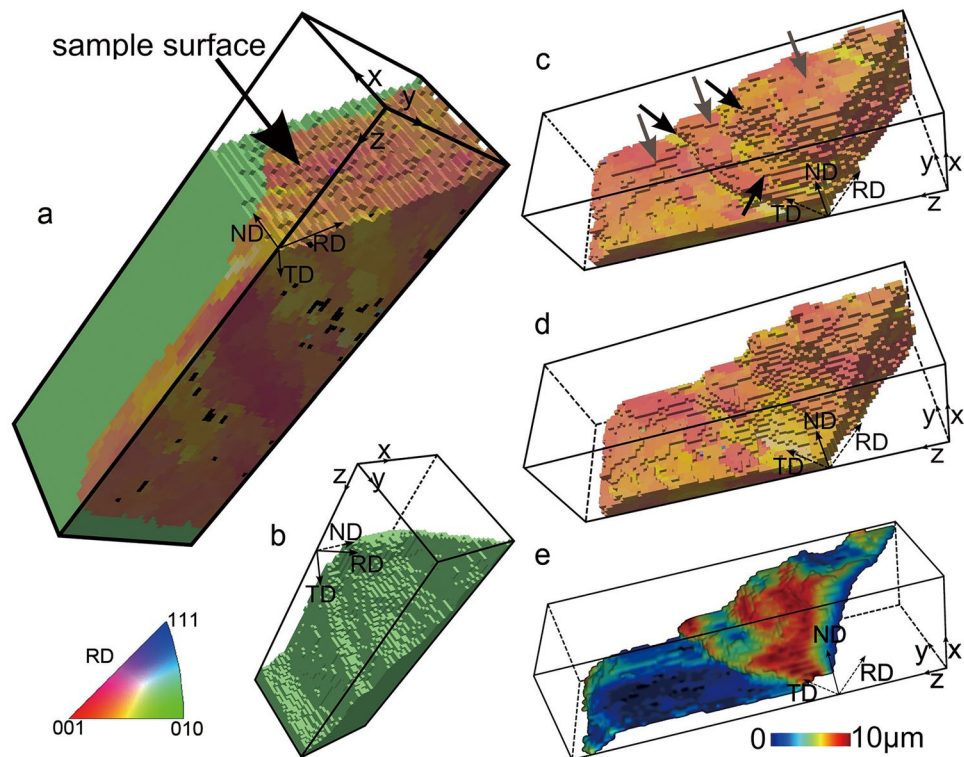 sample surface
x
y
z
a
ND
RD
TD
c
ND
TD
RD
y
x
z
d
ND
TD
RD
y
x
z
b
x
z
y
ND
RD
TD
e
ND
TD
RD
y
x
z
RD
111
001
010
0
10μm